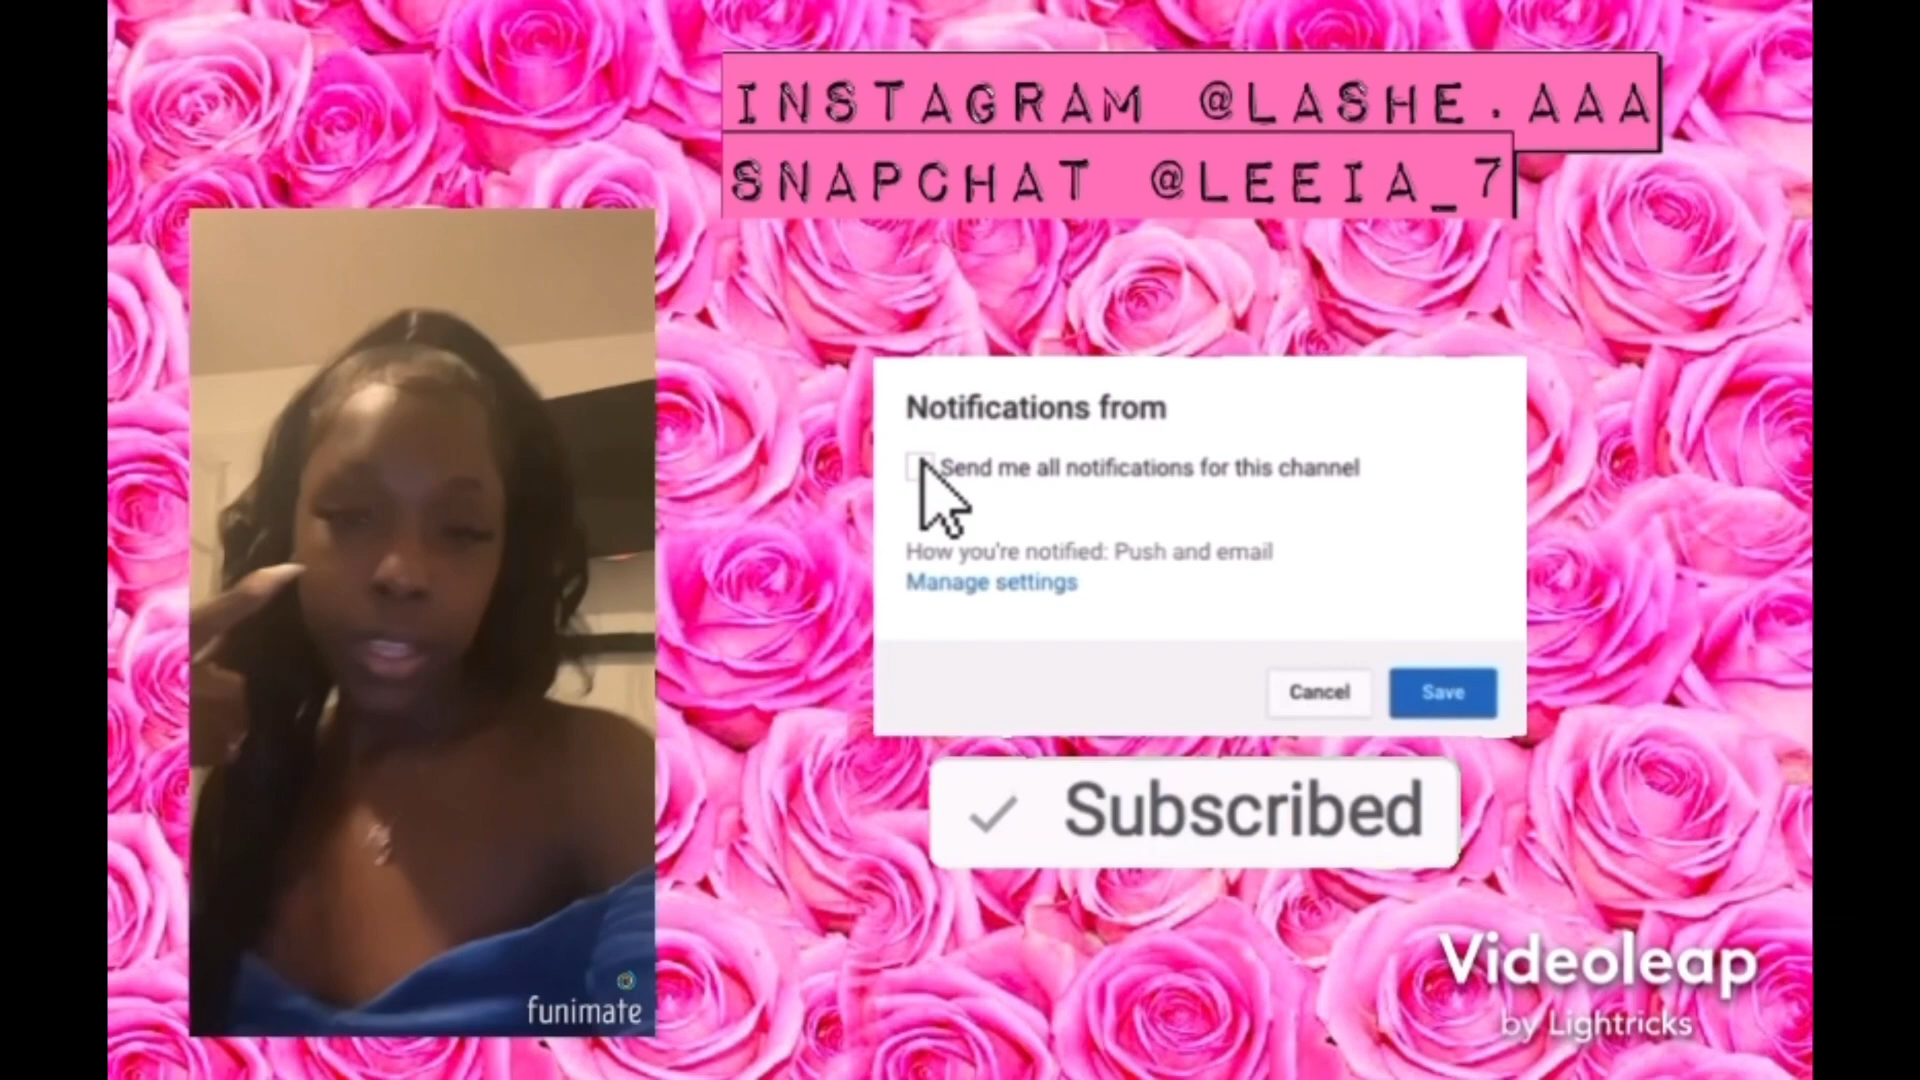 INSTAGRAM @LASHE.AAA
SNAPCHAT @LEEIA_7
Notifications from
Send me all notifications for this channel
How you're notified: Push and email
Manage settings
Cancel
Save
Subscribed
funimate
Videoleap
by Lightricks